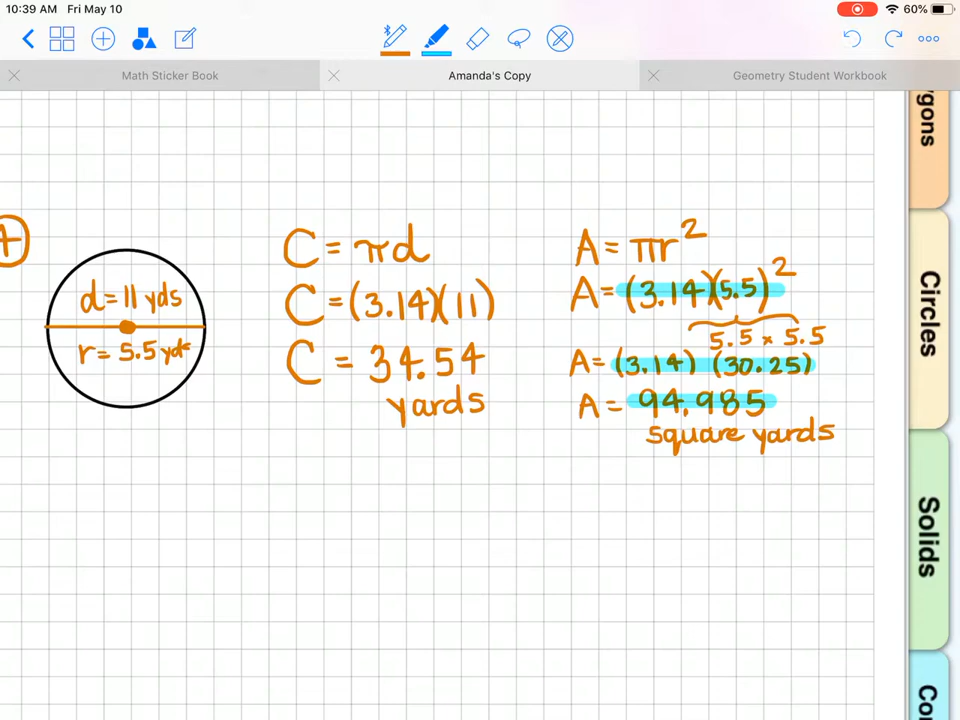 10:39 AM Fri May 10
60%
Math Sticker Book
Amanda's Copy
Geometry Student Workbook
d = 11 yds
r = 5.5 yds
C = πd
C = (3.14)(11)
C = 34.54
yards
A = πr²
A = (3.14)(5.5)²
5.5 × 5.5
A = (3.14) (30.25)
A = 94.985
square yards
gons
Circles
Solids
Co